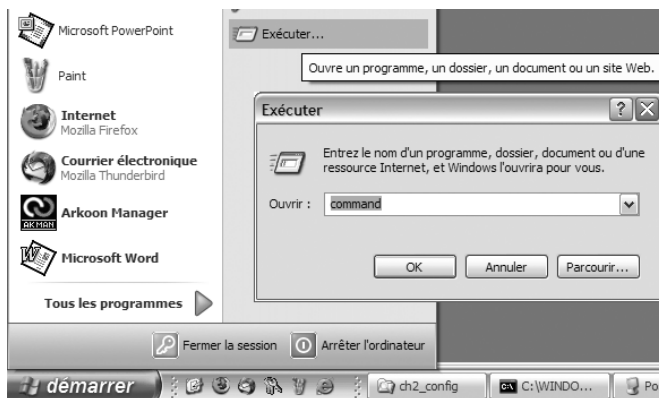 Microsoft PowerPoint
Exécuter...
Ouvre un programme, un dossier, un document ou un site Web.
Paint
Internet
Mozilla Firefox
Courrier électronique
Mozilla Thunderbird
Arkoon Manager
AKMAN
Microsoft Word
Tous les programmes
Exécuter
Entrez le nom d'un programme, dossier, document ou d'une
ressource Internet, et Windows l'ouvrira pour vous.
Ouvrir :
command
OK
Annuler
Parcourir...
Fermer la session
Arrêter l'ordinateur
démarrer
ch2_config
C:\WINDO...
Po